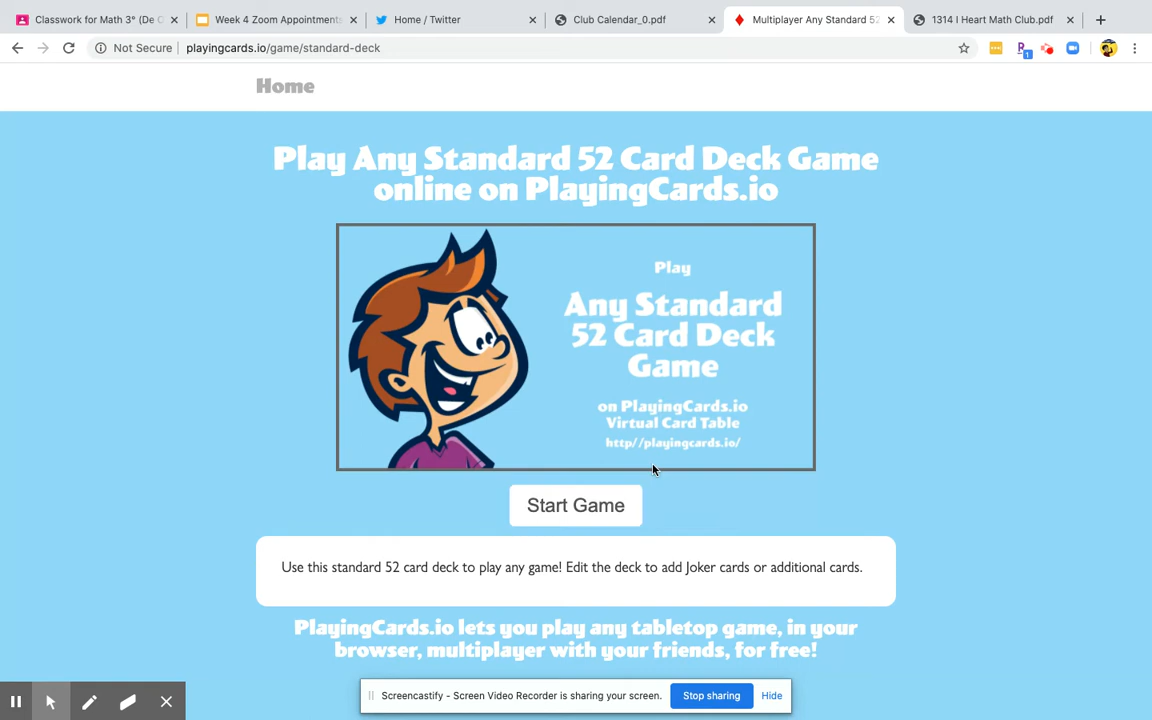 Classwork for Math 3° (De C
Week 4 Zoom Appointments
Home / Twitter
Club Calendar_0.pdf
Multiplayer Any Standard 52
1314 I Heart Math Club.pdf
Not Secure
playingcards.io/game/standard-deck
1
Home
Play Any Standard 52 Card Deck Game
online on PlayingCards.io
Play
Any Standard
52 Card Deck
Game
on PlayingCards.io
Virtual Card Table
http//playingcards.io/
Start Game
Use this standard 52 card deck to play any game! Edit the deck to add Joker cards or additional cards.
PlayingCards.io lets you play any tabletop game, in your
browser, multiplayer with your friends, for free!
Screencastify - Screen Video Recorder is sharing your screen.
Stop sharing
Hide